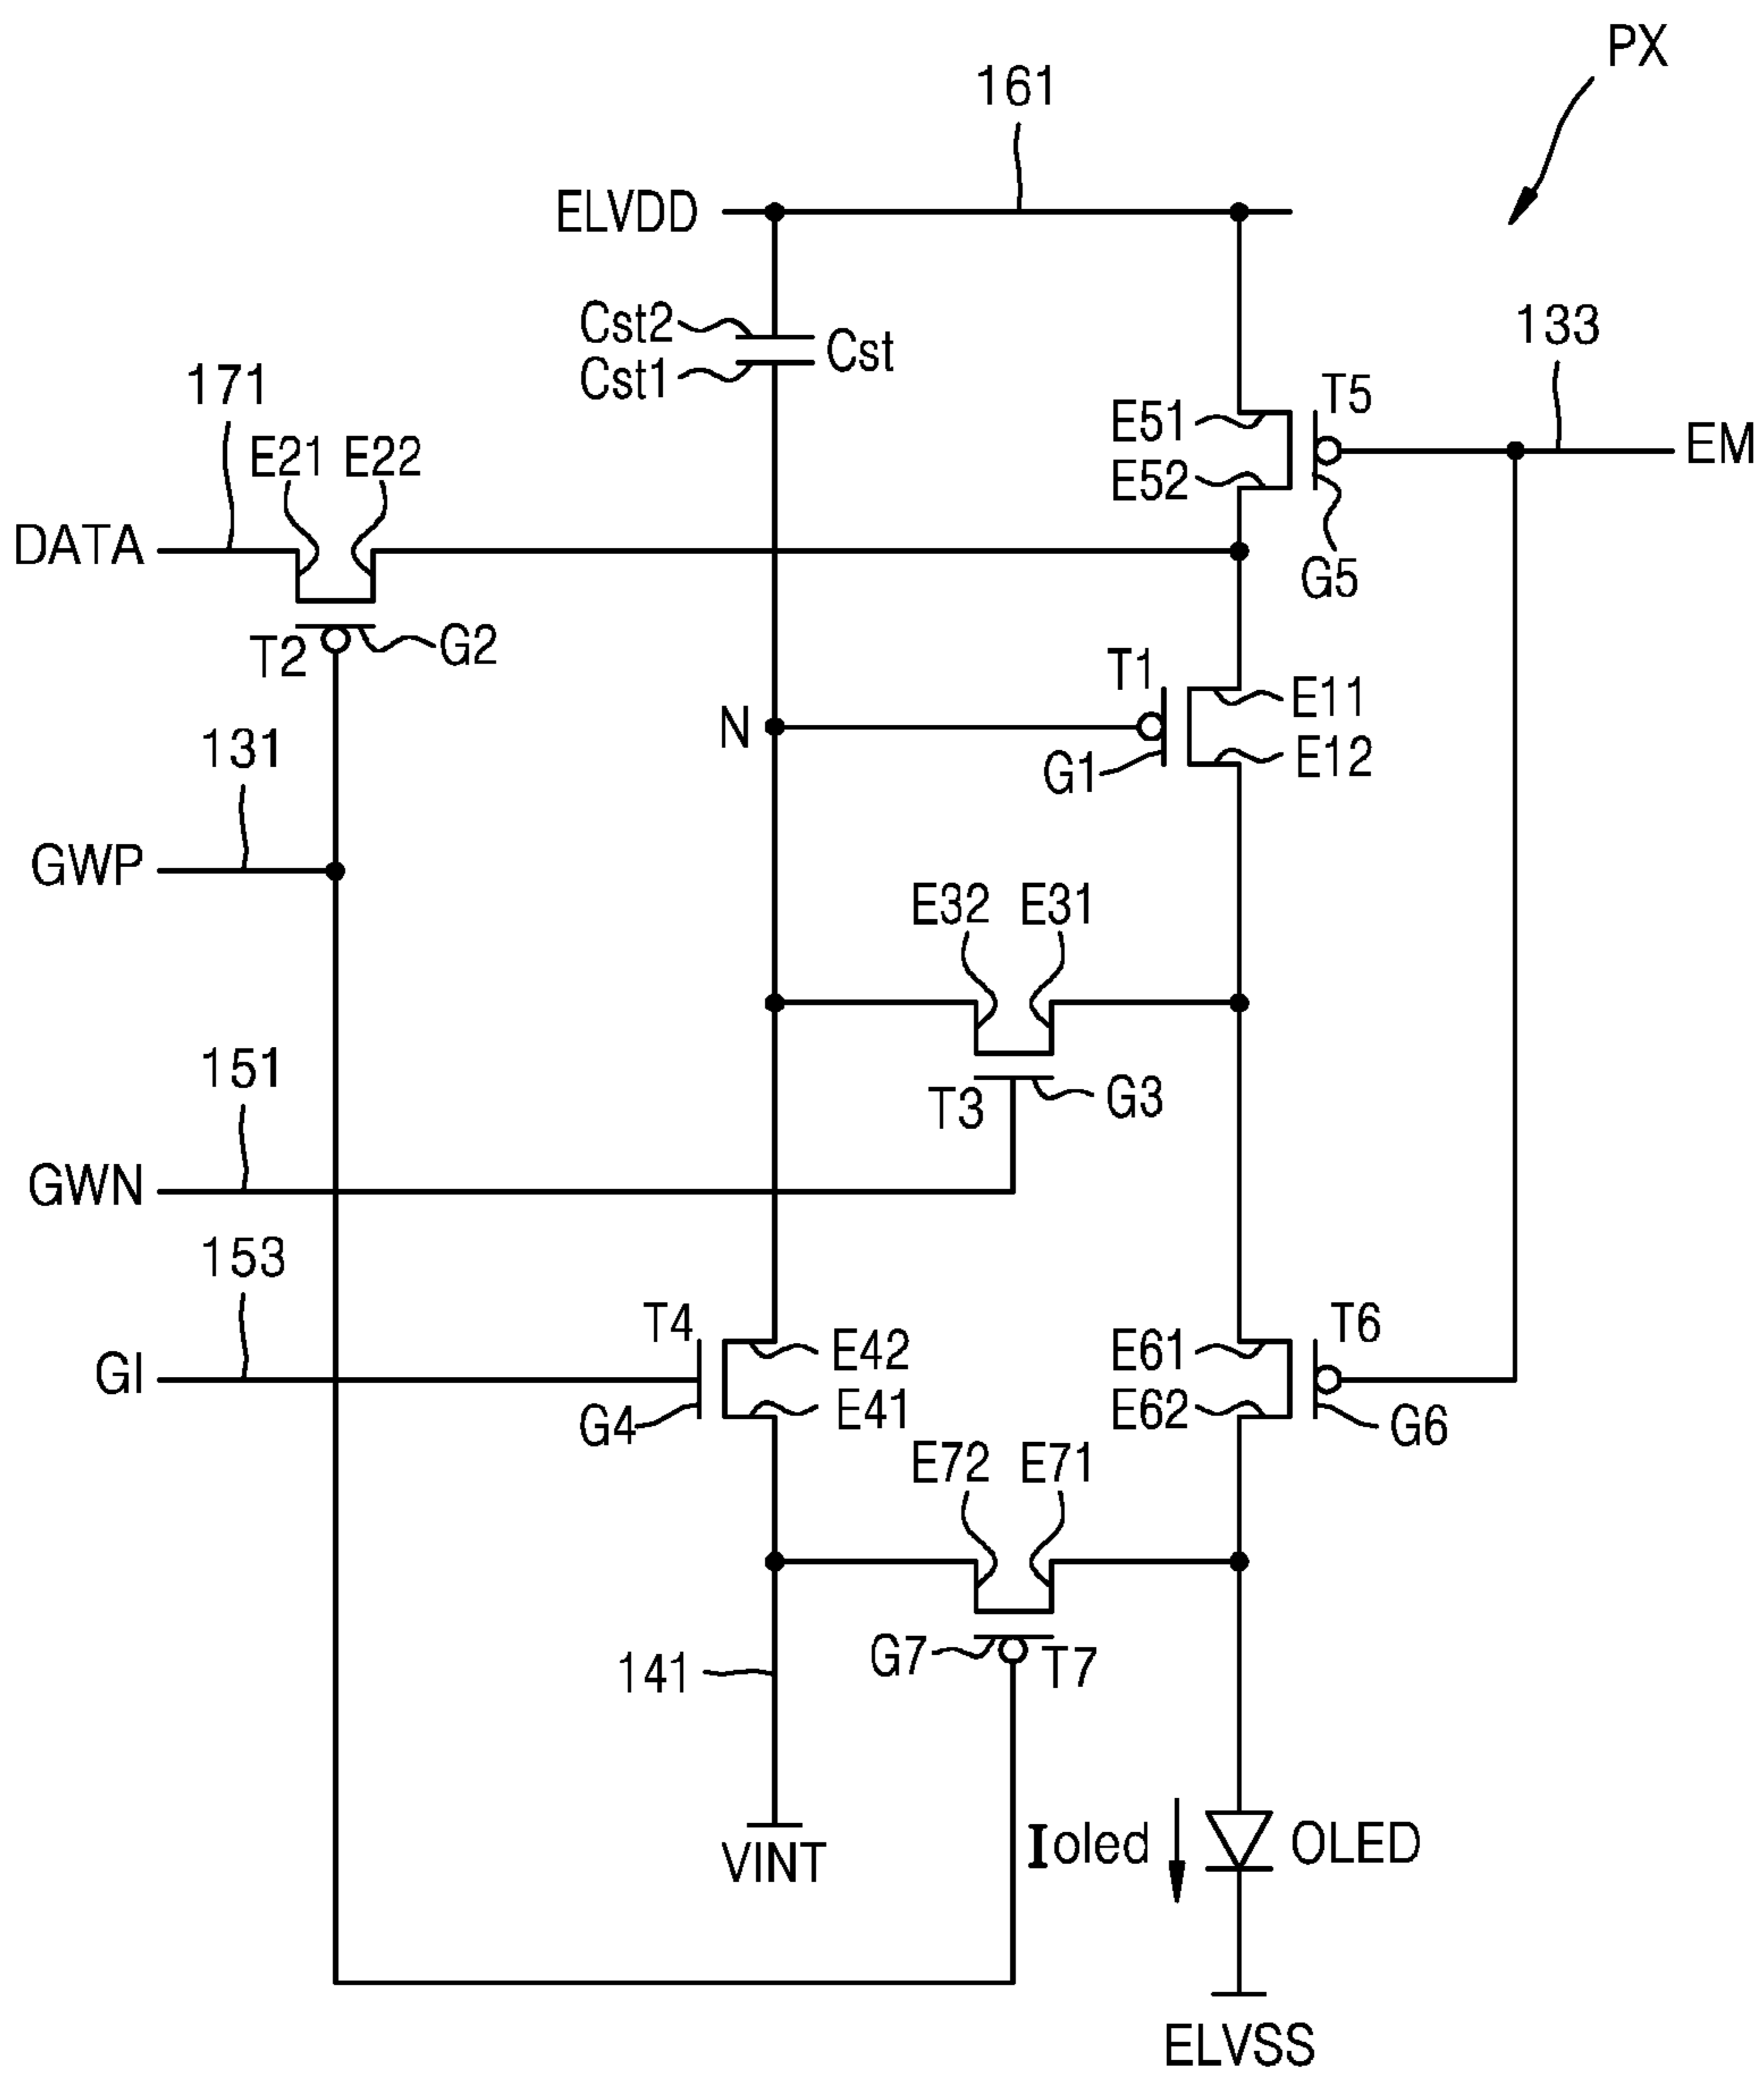 PX
161
ELVDD
Cst2
Cst
Cst1
133
171
T5
E51
EM
E21 E22
E52
DATA
G5
T2
G2
T1
E11
N
131
E12
G1
GWP
E32 E31
151
T3
G3
GWN
153
T4
T6
E42
E61
GI
E41
E62
G4
G6
E72 E71
G7
T7
141
VINT
Ioled
OLED
ELVSS